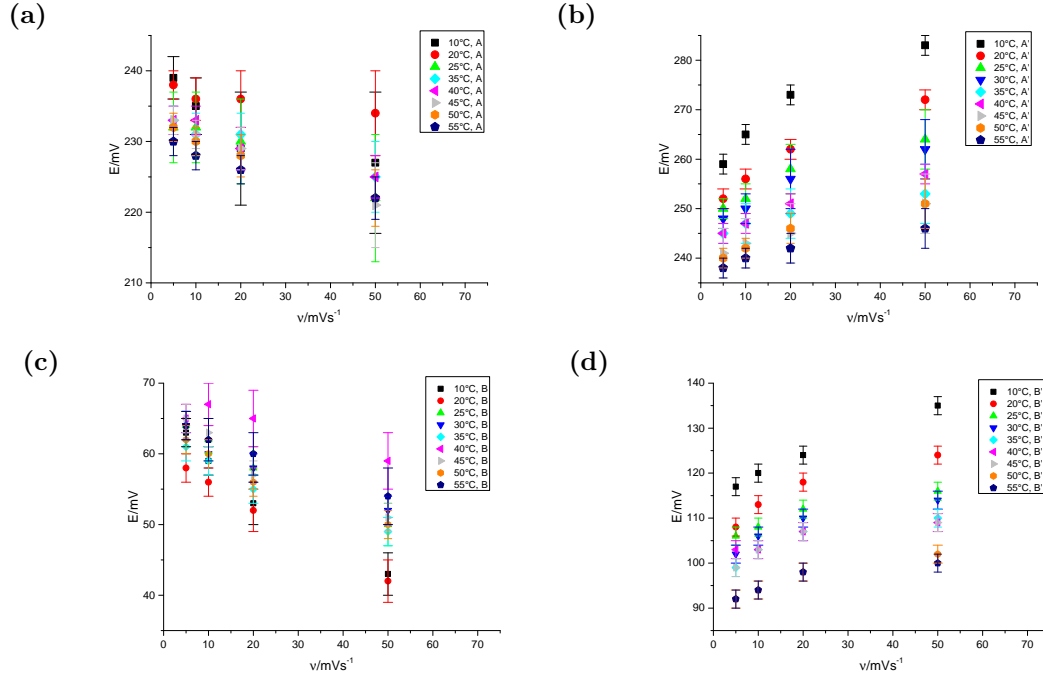 (a)
240
230
220
210
E/mV
0 10 20 30 40 50 60 70
ν/mVs⁻¹
10°C, A
20°C, A
25°C, A
35°C, A
40°C, A
45°C, A
50°C, A
55°C, A
(b)
280
270
260
250
240
E/mV
0 10 20 30 40 50 60 70
ν/mVs⁻¹
10°C, A'
20°C, A'
25°C, A'
30°C, A'
35°C, A'
40°C, A'
45°C, A'
50°C, A'
55°C, A'
(c)
70
60
50
40
E/mV
0 10 20 30 40 50 60 70
ν/mVs⁻¹
10°C, B
20°C, B
25°C, B
30°C, B
35°C, B
40°C, B
45°C, B
50°C, B
55°C, B
(d)
140
130
120
110
100
90
E/mV
0 10 20 30 40 50 60 70
ν/mVs⁻¹
10°C, B'
20°C, B'
25°C, B'
30°C, B'
35°C, B'
40°C, B'
45°C, B'
50°C, B'
55°C, B'